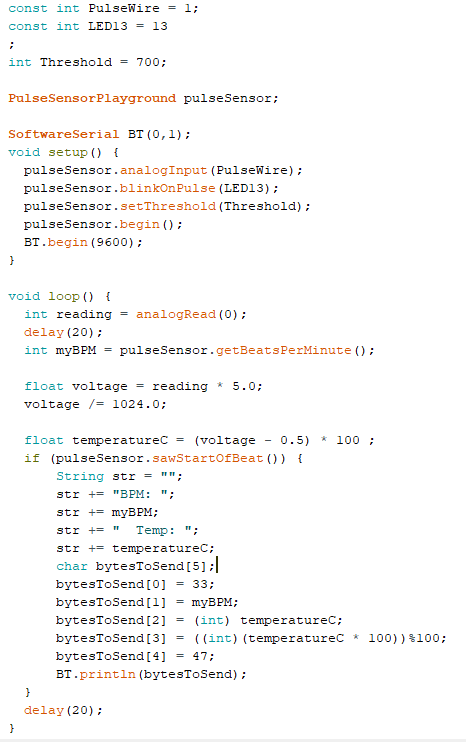 const int PulseWire = 1;
const int LED13 = 13
;
int Threshold = 700;
PulseSensorPlayground pulseSensor;
SoftwareSerial BT(0,1);
void setup() {
pulseSensor.analogInput(PulseWire);
pulseSensor.blinkOnPulse(LED13);
pulseSensor.setThreshold(Threshold);
pulseSensor.begin();
BT.begin(9600);
}
void loop() {
int reading = analogRead(0);
delay(20);
int myBPM = pulseSensor.getBeatsPerMinute();
float voltage = reading * 5.0;
voltage /= 1024.0;
float temperatureC = (voltage - 0.5) * 100 ;
if (pulseSensor.sawStartOfBeat()) {
String str = "";
str += "BPM: ";
str += myBPM;
str += "  Temp: ";
str += temperatureC;
char bytesToSend[5];
bytesToSend[0] = 33;
bytesToSend[1] = myBPM;
bytesToSend[2] = (int) temperatureC;
bytesToSend[3] = ((int)(temperatureC * 100))%100;
bytesToSend[4] = 47;
BT.println(bytesToSend);
}
delay(20);
}